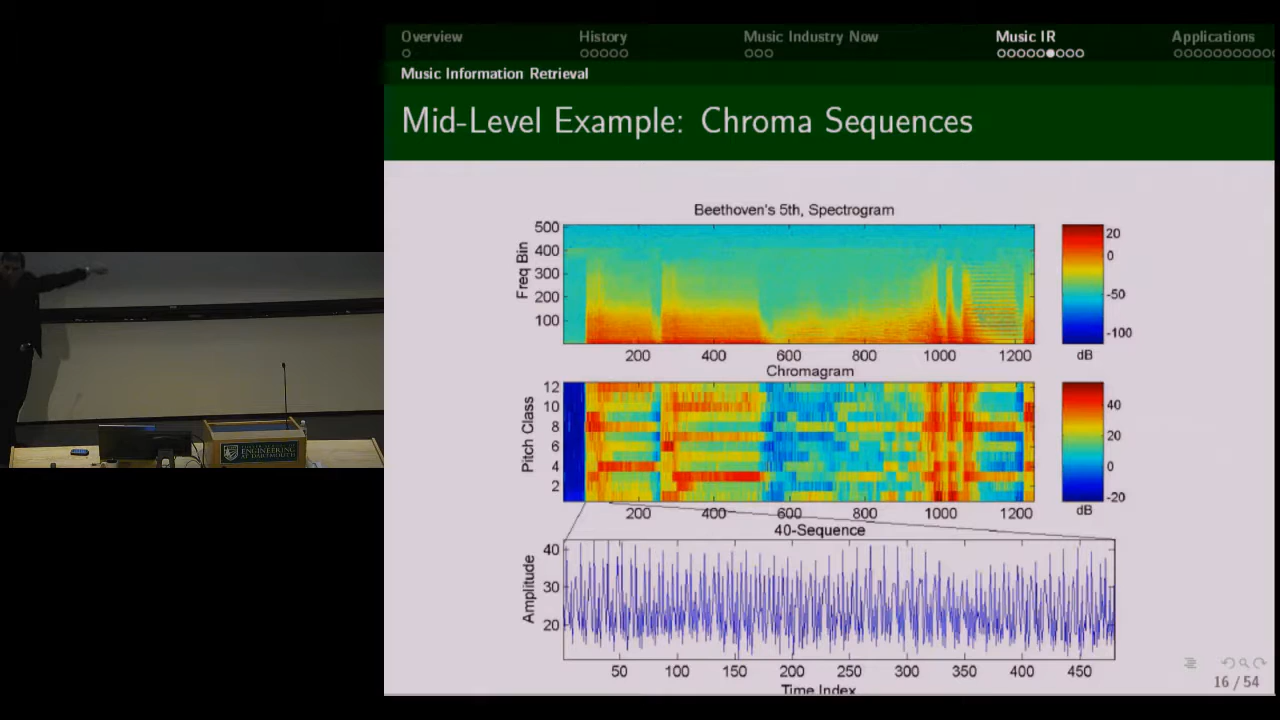 Overview History Music Industry Now Music IR Applications
Music Information Retrieval
Mid-Level Example: Chroma Sequences
Beethoven's 5th, Spectrogram
Freq Bin
500
400
300
200
100
200 400 600 800 1000 1200
20
0
-50
-100
dB
Chromagram
Pitch Class
12
10
8
6
4
2
200 400 600 800 1000 1200
40
20
0
-20
dB
40-Sequence
Amplitude
40
30
20
50 100 150 200 250 300 350 400 450
Time Index
16 / 54
ENGINEERING
AT DARTMOUTH